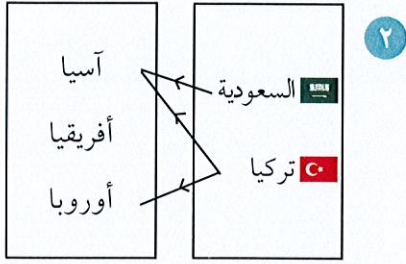 ٢
السعودية
تركيا
آسيا
أفريقيا
أوروبا